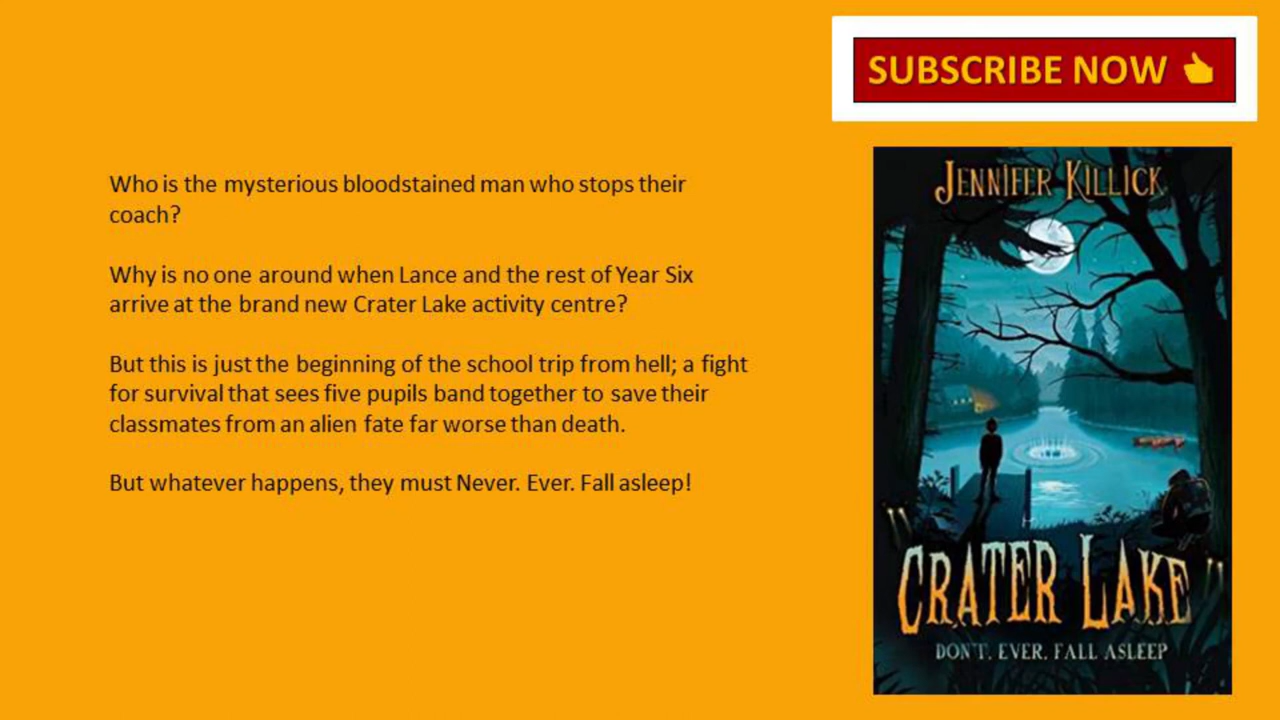 SUBSCRIBE NOW
Who is the mysterious bloodstained man who stops their
coach?
Why is no one around when Lance and the rest of Year Six
arrive at the brand new Crater Lake activity centre?
But this is just the beginning of the school trip from hell; a fight
for survival that sees five pupils band together to save their
classmates from an alien fate far worse than death.
But whatever happens, they must Never. Ever. Fall asleep!
JENNIFER KILLICK
CRATER LAKE
DON'T. EVER. FALL ASLEEP